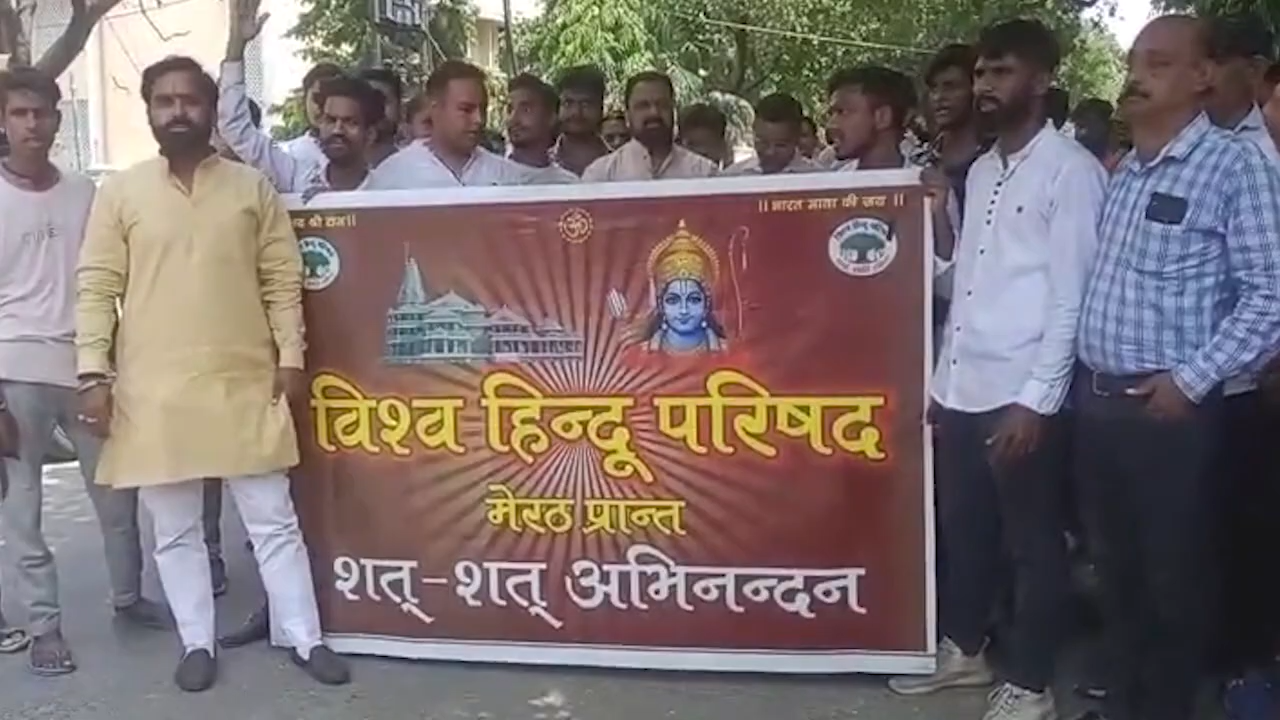 श्री राम॥
॥भारत माता की जय॥
विश्व हिन्दू परिषद
मेरठ प्रान्त
शत्-शत् अभिनन्दन